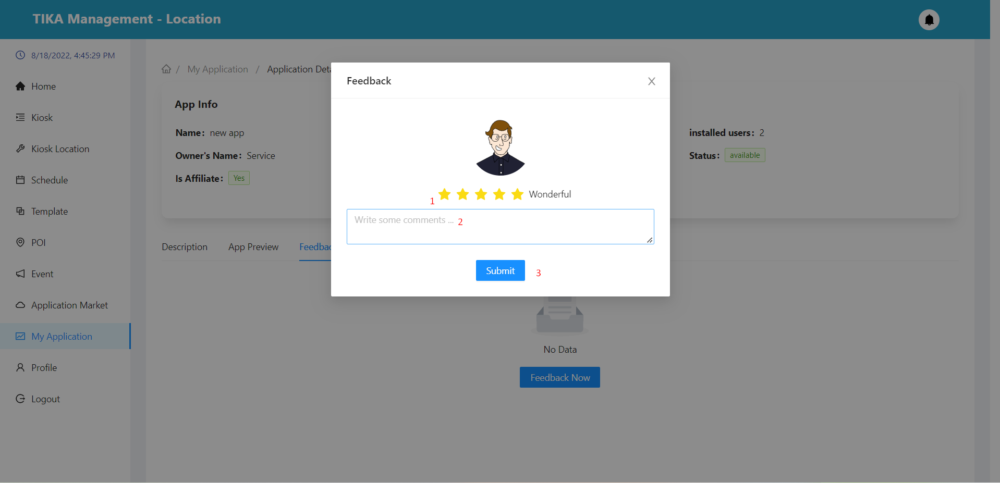 TIKA Management - Location
8/18/2022, 4:45:29 PM
Home
Kiosk
Kiosk Location
Schedule
Template
POI
Event
Application Market
My Application
Profile
Logout
/ My Application / Application Deta
App Info
Name: new app
Owner's Name: Service
Is Affiliate: Yes
installed users: 2
Status: available
Description App Preview Feedbac
Feedback
1 Wonderful
Write some comments ... 2
Submit 3
No Data
Feedback Now